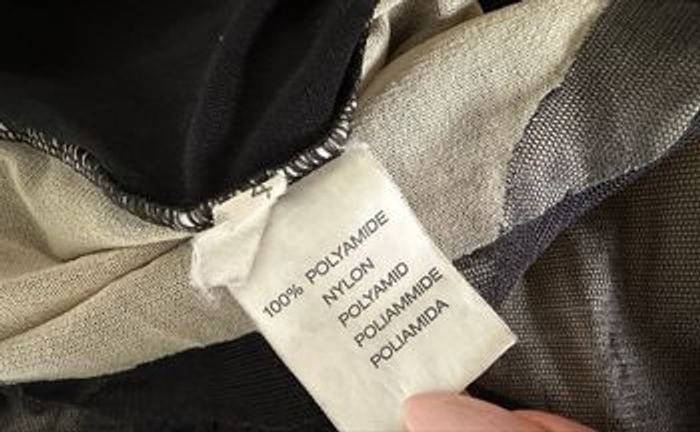 4
100% POLYAMIDE
NYLON
POLYAMID
POLIAMMIDE
POLIAMIDA